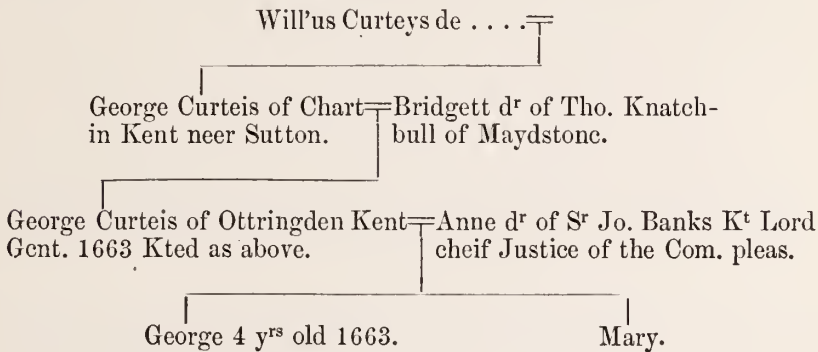 Will'us Curteys de . . . .
George Curteis of Chart Bridgett dʳ of Tho. Knatch-
in Kent neer Sutton. bull of Maydstone.
George Curteis of Ottringden Kent Anne dʳ of Sʳ Jo. Banks Kᵗ Lord
Gent. 1663 Kted as above. cheif Justice of the Com. pleas.
George 4 yʳˢ old 1663. Mary.